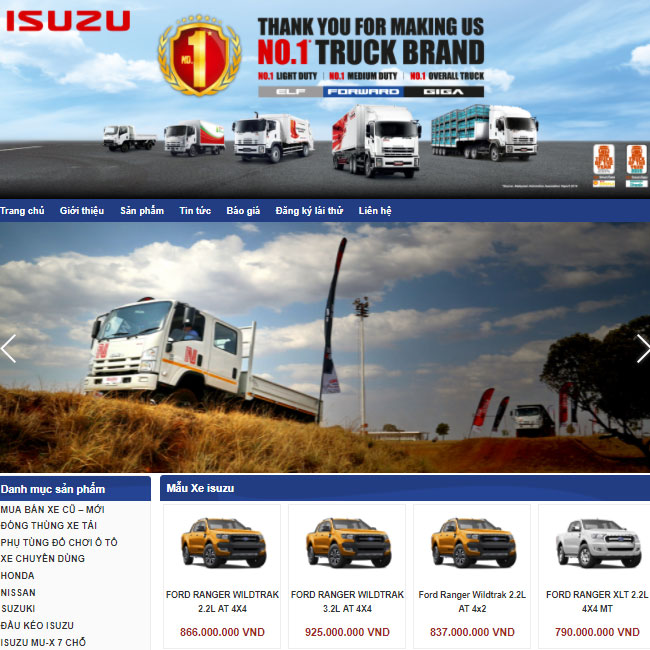 ISUZU
THANK YOU FOR MAKING US
NO.1* TRUCK BRAND
NO.1 LIGHT DUTY | NO.1 MEDIUM DUTY | NO.1 OVERALL TRUCK
ELF FORWARD GIGA
NO.1
Trang chủ Giới thiệu Sản phẩm Tin tức Báo giá Đăng ký lái thử Liên hệ
N
Danh mục sản phẩm
MUA BÁN XE CŨ – MỚI
ĐÓNG THÙNG XE TẢI
PHỤ TÙNG ĐỒ CHƠI Ô TÔ
XE CHUYÊN DÙNG
HONDA
NISSAN
SUZUKI
ĐẦU KÉO ISUZU
ISUZU MU-X 7 CHỖ
Mẫu Xe isuzu
FORD RANGER WILDTRAK
2.2L AT 4X4
866.000.000 VND
FORD RANGER WILDTRAK
3.2L AT 4X4
925.000.000 VND
Ford Ranger Wildtrak 2.2L
AT 4x2
837.000.000 VND
FORD RANGER XLT 2.2L
4X4 MT
790.000.000 VND